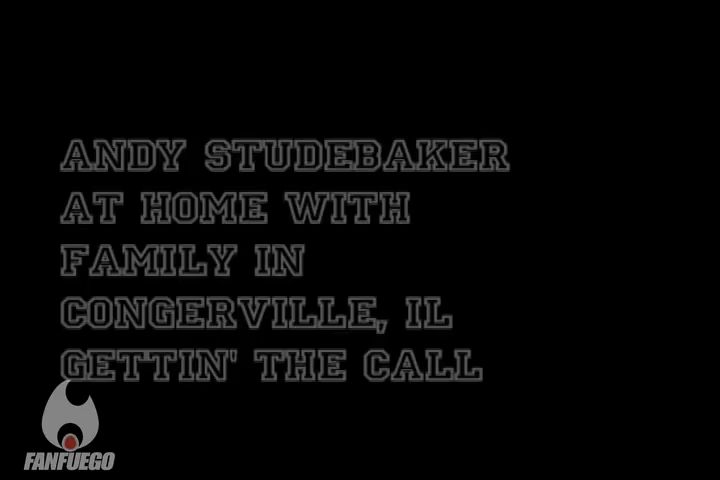 ANDY STUDEBAKER
AT HOME WITH
FAMILY IN
CONGERVILLE, IL
GETTIN' THE CALL
FANFUEGO